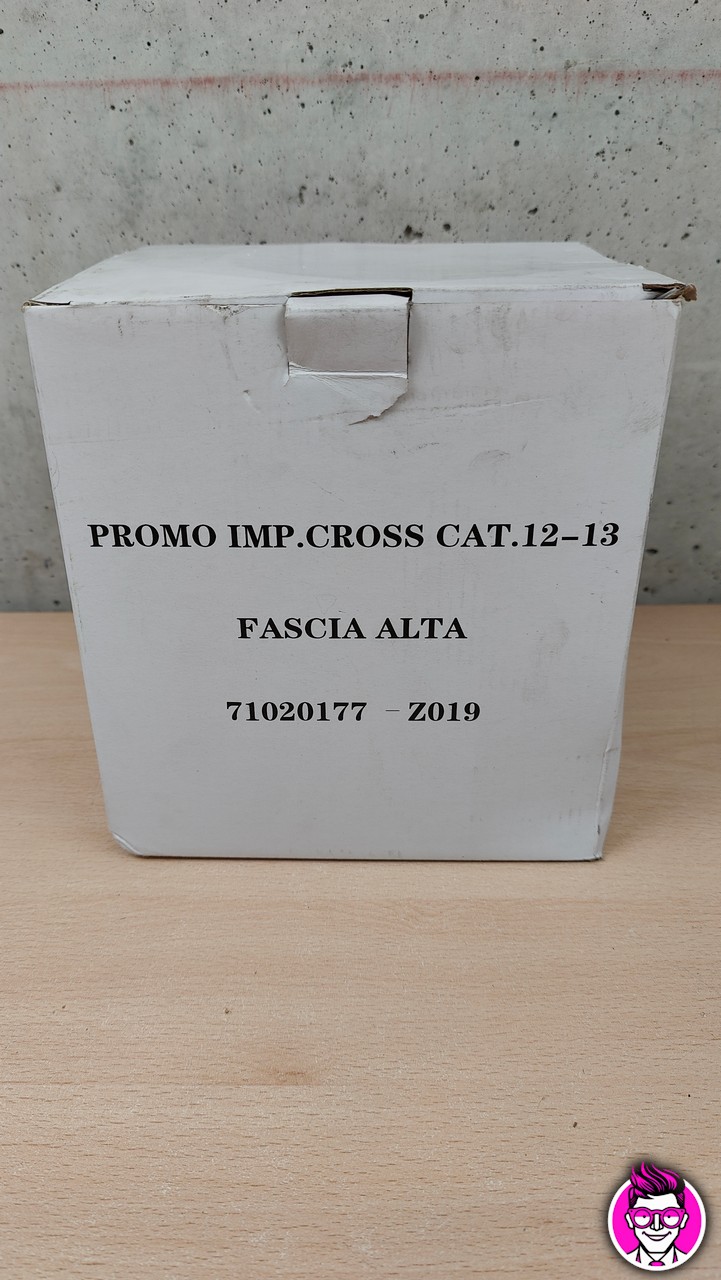 PROMO IMP.CROSS CAT.12-13
FASCIA ALTA
71020177 - Z019